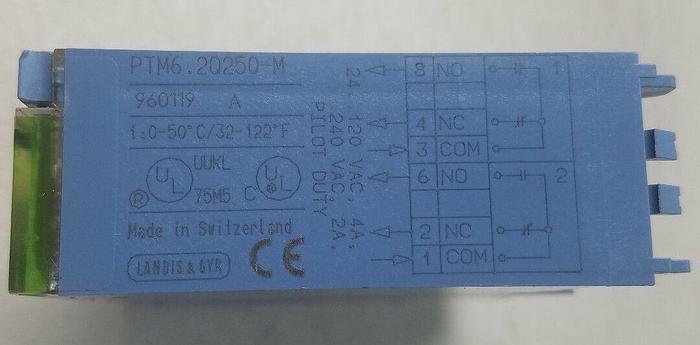 PTM6.2Q250-M
960119 A
t:0-50°C/32-122°F
UL UUKL 75M5 C UL
®
Made in Switzerland
LANDIS & GYR
CE
24...120 VAC, 4A,
240 VAC, 2A,
PILOT DUTY
8 NO 1
4 NC
3 COM
6 NO 2
2 NC
1 COM